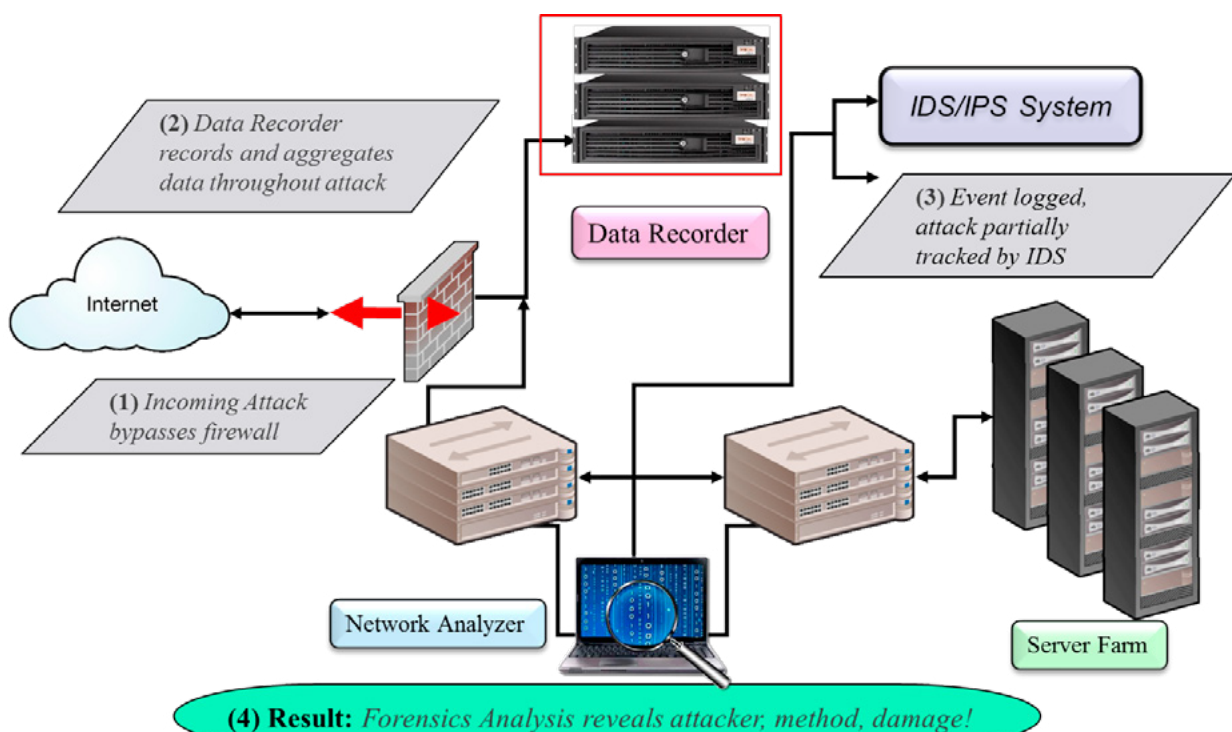 (2) Data Recorder
records and aggregates
data throughout attack
IDS/IPS System
(3) Event logged,
attack partially
tracked by IDS
Data Recorder
Internet
(1) Incoming Attack
bypasses firewall
Network Analyzer
Server Farm
(4) Result: Forensics Analysis reveals attacker, method, damage!